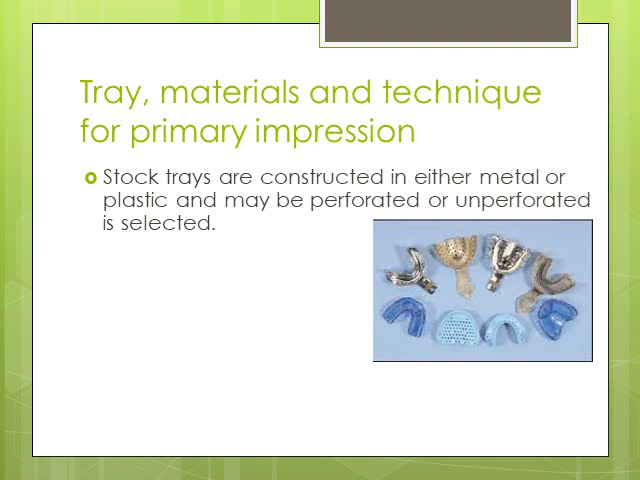 Tray, materials and technique
for primary impression
Stock trays are constructed in either metal or
plastic and may be perforated or unperforated
is selected.